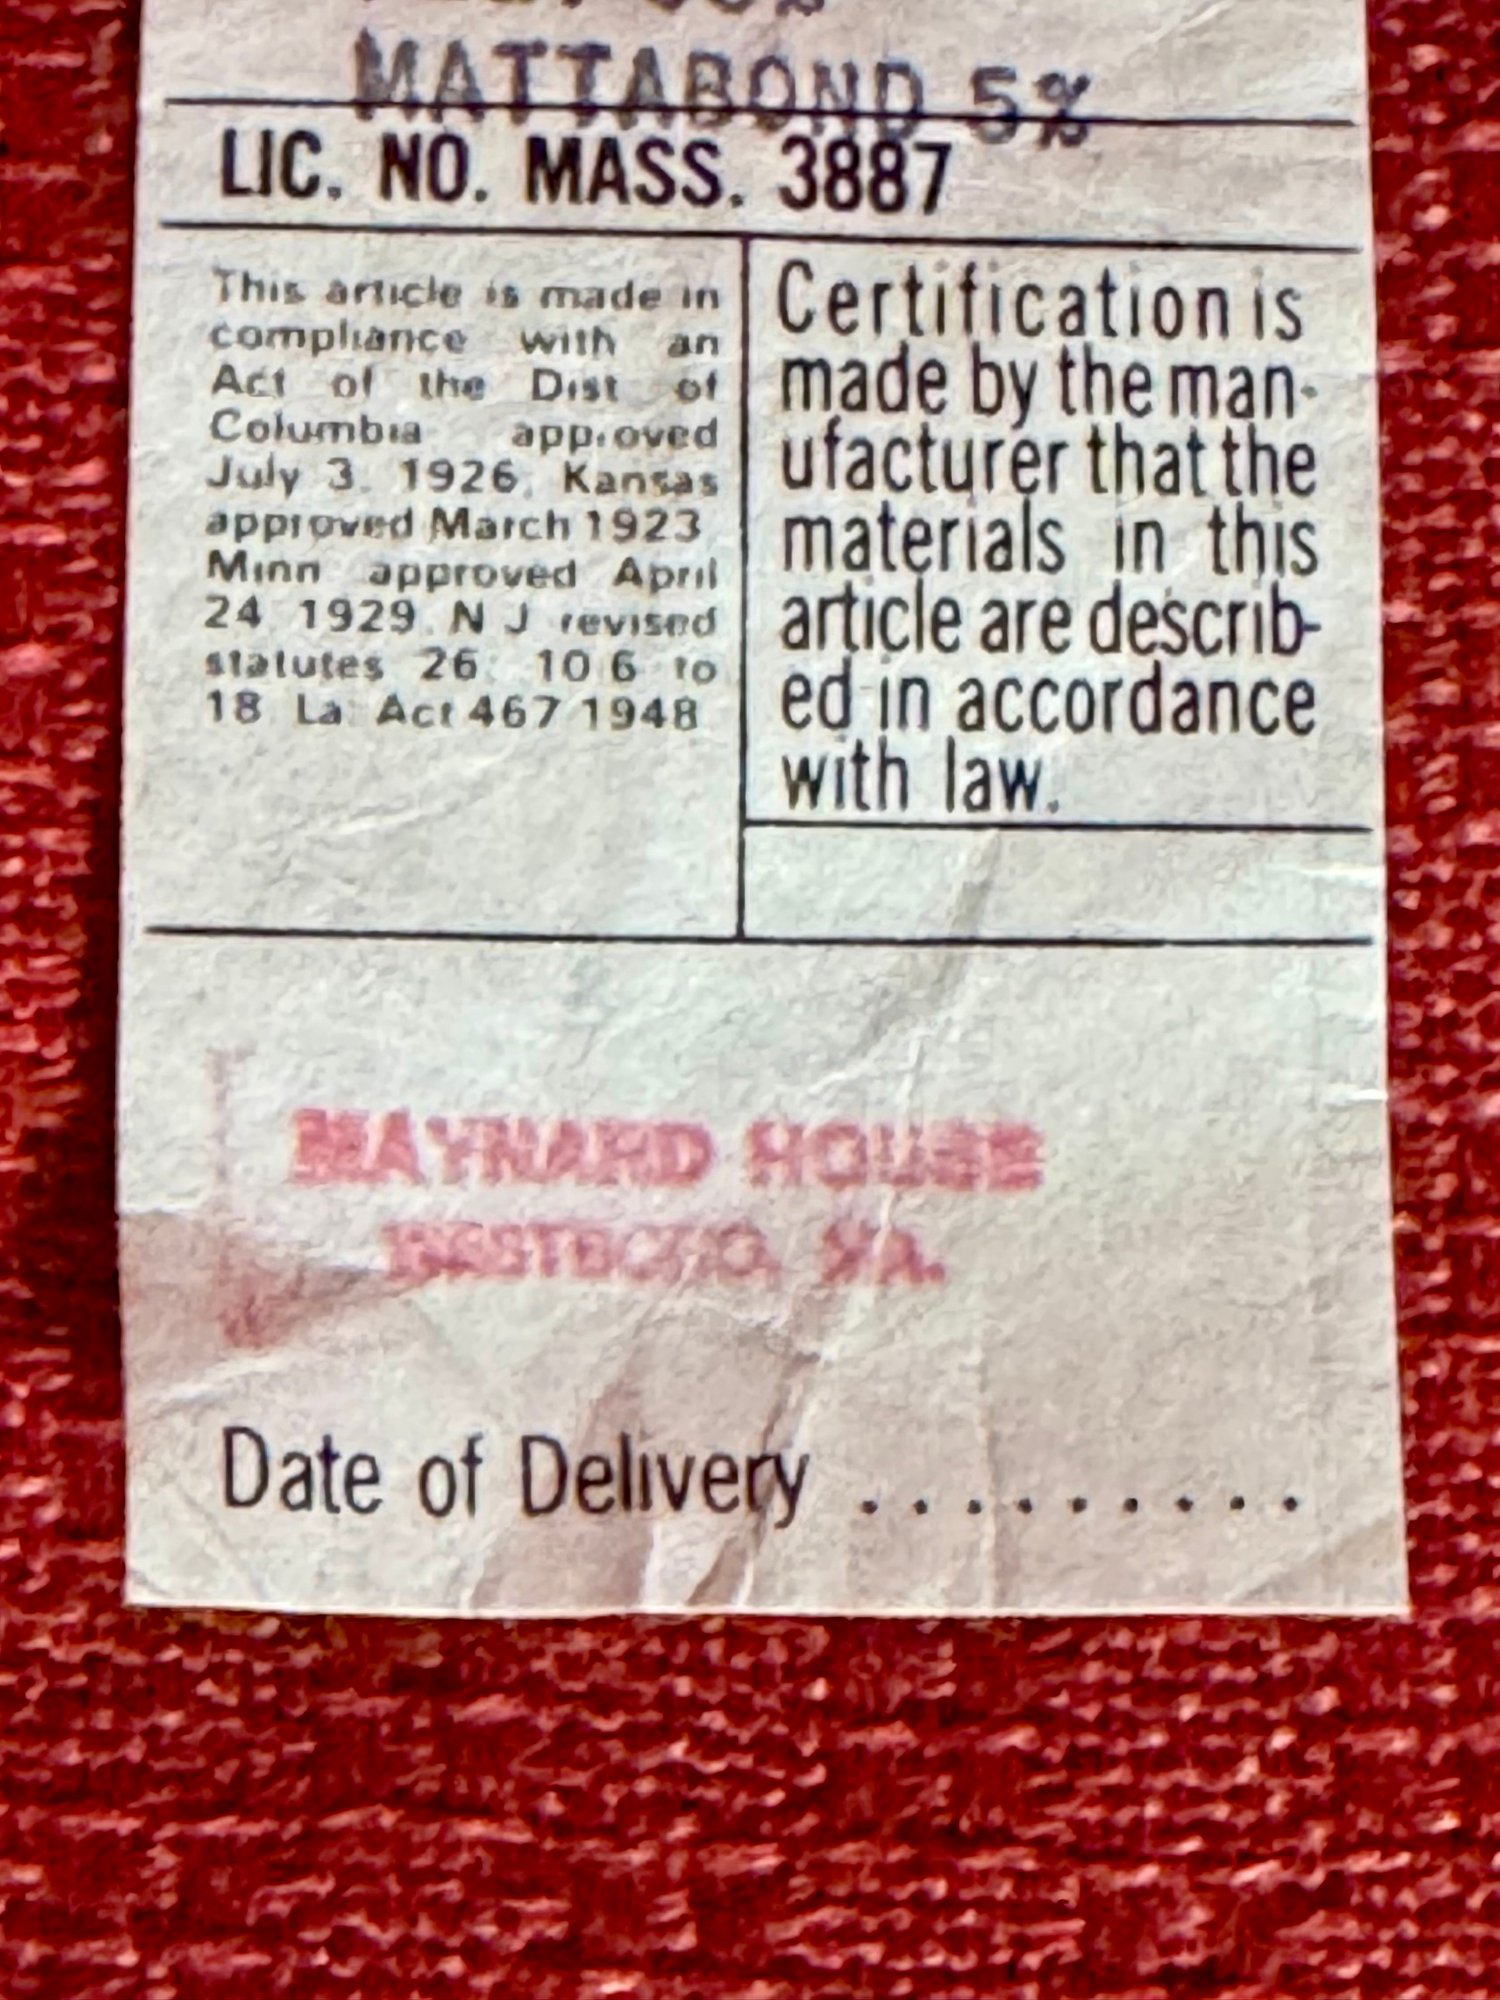 MATTABOND 5%
LIC. NO. MASS. 3887
This article is made in
compliance with an
Act of the Dist of
Columbia approved
July 3, 1926, Kansas
approved March 1923
Minn approved April
24 1929 N J revised
statutes 26: 10 6 to
18 La Act 467 1948
Certification is
made by the man-
ufacturer that the
materials in this
article are describ-
ed in accordance
with law.
MAYNARD HOUSE
Date of Delivery . . . . . . . . . .